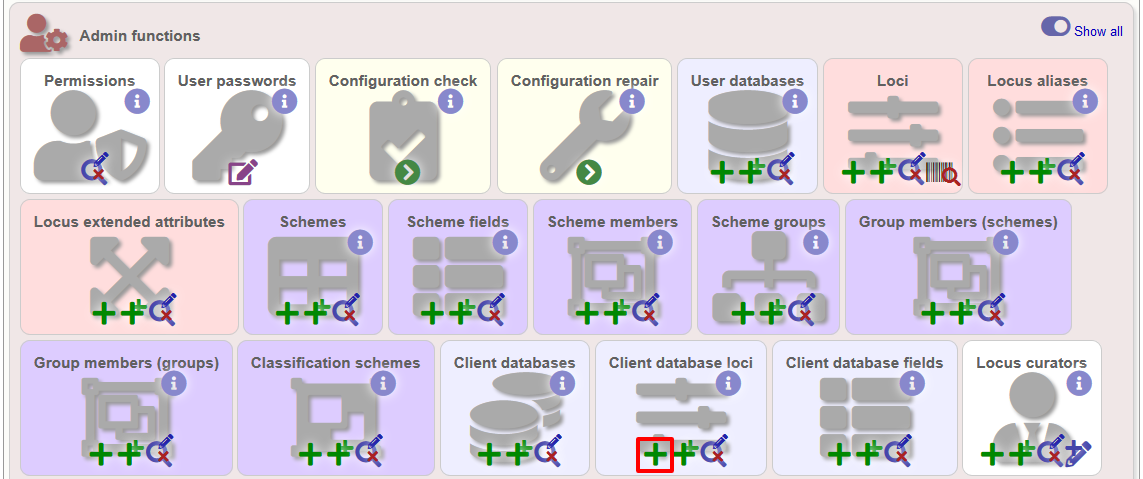 Admin functions
Show all
Permissions
User passwords
Configuration check
Configuration repair
User databases
Loci
Locus aliases
Locus extended attributes
Schemes
Scheme fields
Scheme members
Scheme groups
Group members (schemes)
Group members (groups)
Classification schemes
Client databases
Client database loci
Client database fields
Locus curators